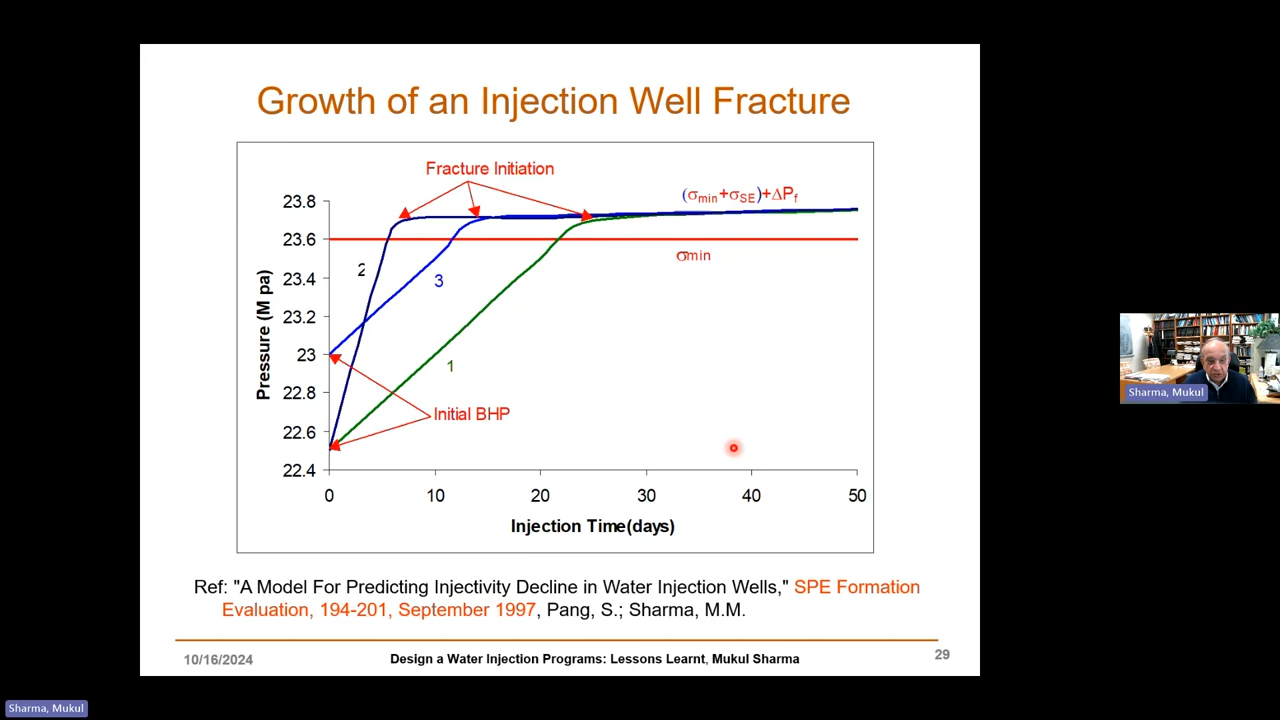 Growth of an Injection Well Fracture
Fracture Initiation
(σmin+σSE)+ΔPf
23.8
23.6
23.4
23.2
23
22.8
22.6
22.4
Pressure (M pa)
σmin
2
3
1
Initial BHP
0 10 20 30 40 50
Injection Time(days)
Ref: "A Model For Predicting Injectivity Decline in Water Injection Wells," SPE Formation
Evaluation, 194-201, September 1997, Pang, S.; Sharma, M.M.
10/16/2024
Design a Water Injection Programs: Lessons Learnt, Mukul Sharma
29
Sharma, Mukul
Sharma, Mukul